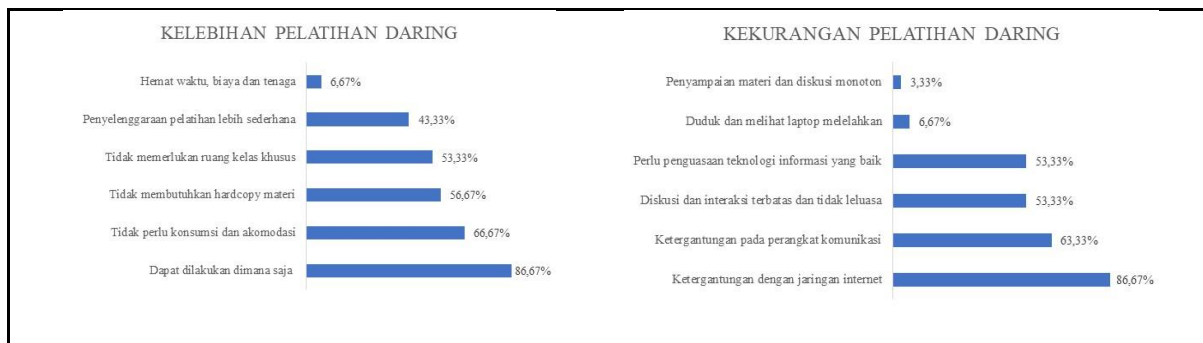 KELEBIHAN PELATIHAN DARING
Hemat waktu, biaya dan tenaga 6,67%
Penyelenggaraan pelatihan lebih sederhana 43,33%
Tidak memerlukan ruang kelas khusus 53,33%
Tidak membutuhkan hardcopy materi 56,67%
Tidak perlu konsumsi dan akomodasi 66,67%
Dapat dilakukan dimana saja 86,67%
KEKURANGAN PELATIHAN DARING
Penyampaian materi dan diskusi monoton 3,33%
Duduk dan melihat laptop melelahkan 6,67%
Perlu penguasaan teknologi informasi yang baik 53,33%
Diskusi dan interaksi terbatas dan tidak leluasa 53,33%
Ketergantungan pada perangkat komunikasi 63,33%
Ketergantungan dengan jaringan internet 86,67%